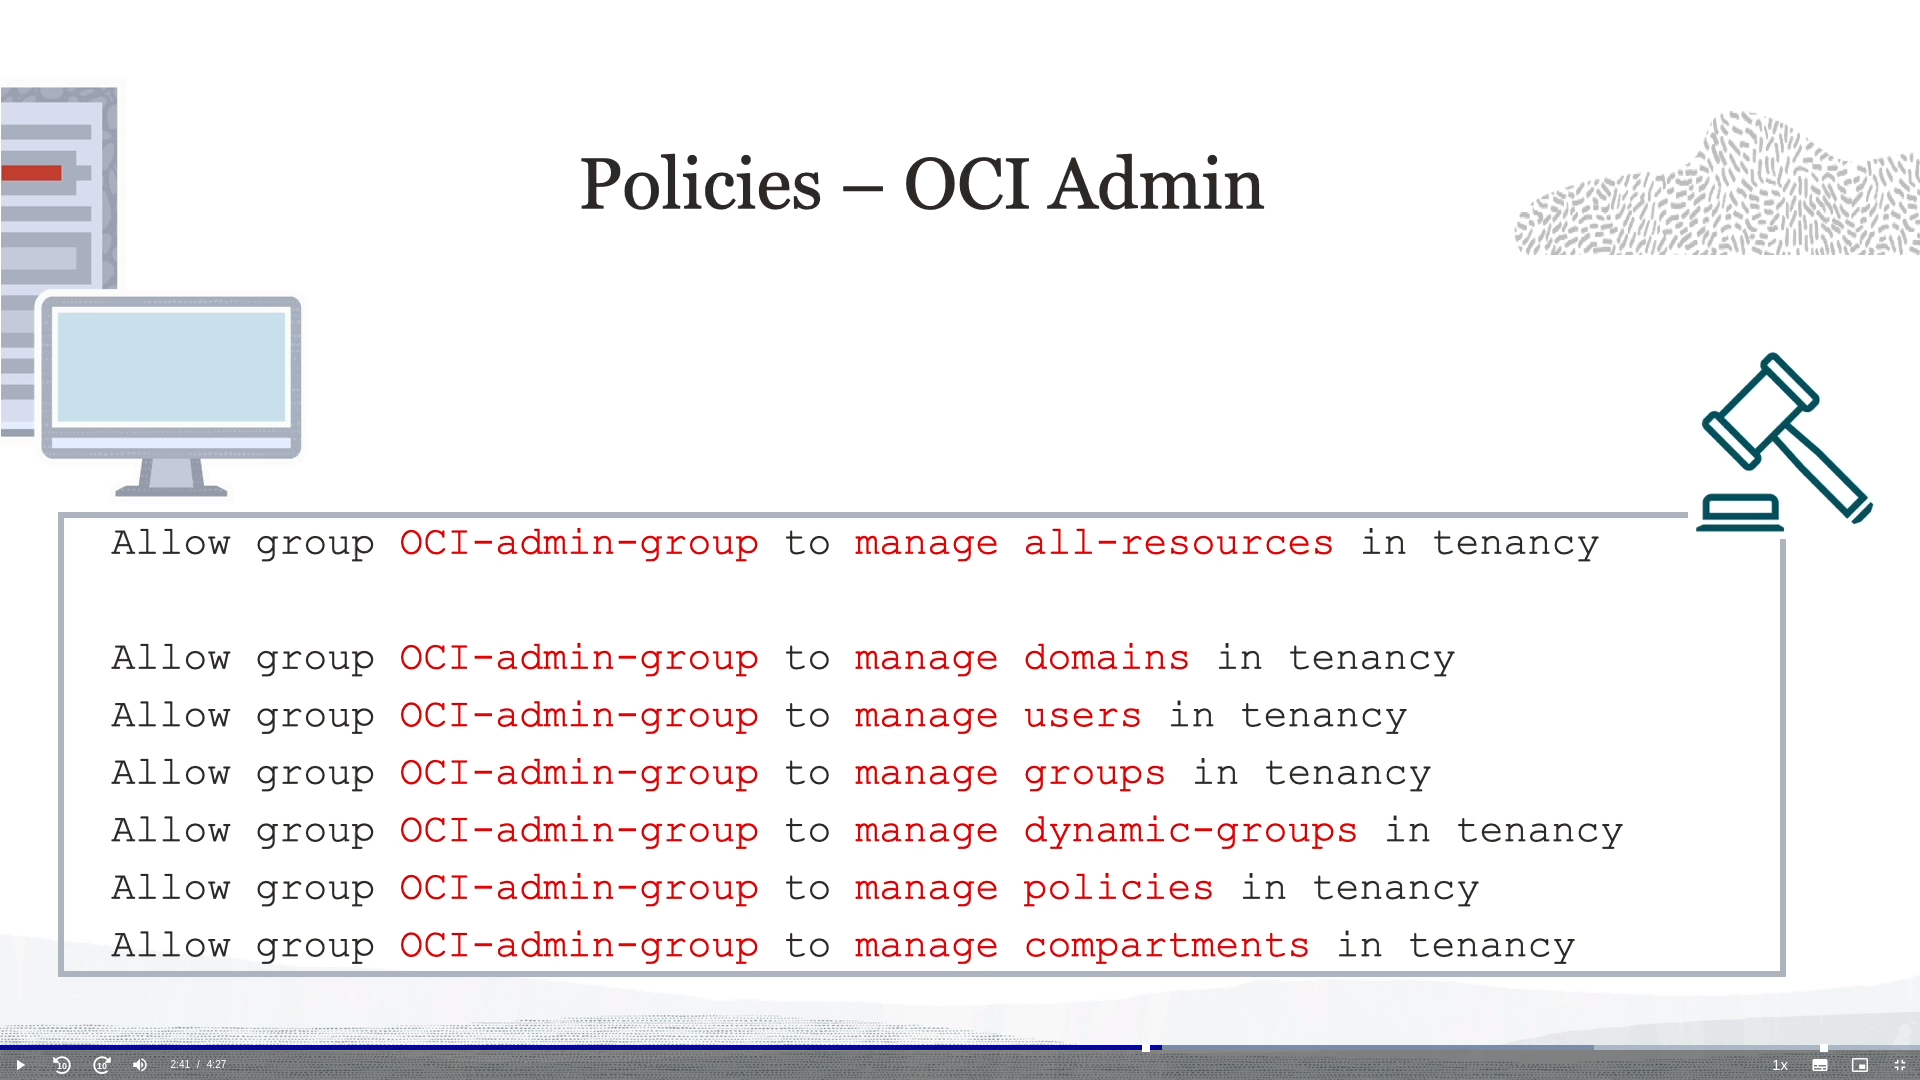 Policies – OCI Admin
Allow group OCI-admin-group to manage all-resources in tenancy
Allow group OCI-admin-group to manage domains in tenancy
Allow group OCI-admin-group to manage users in tenancy
Allow group OCI-admin-group to manage groups in tenancy
Allow group OCI-admin-group to manage dynamic-groups in tenancy
Allow group OCI-admin-group to manage policies in tenancy
Allow group OCI-admin-group to manage compartments in tenancy
10 10 2:41 / 4:27 1x